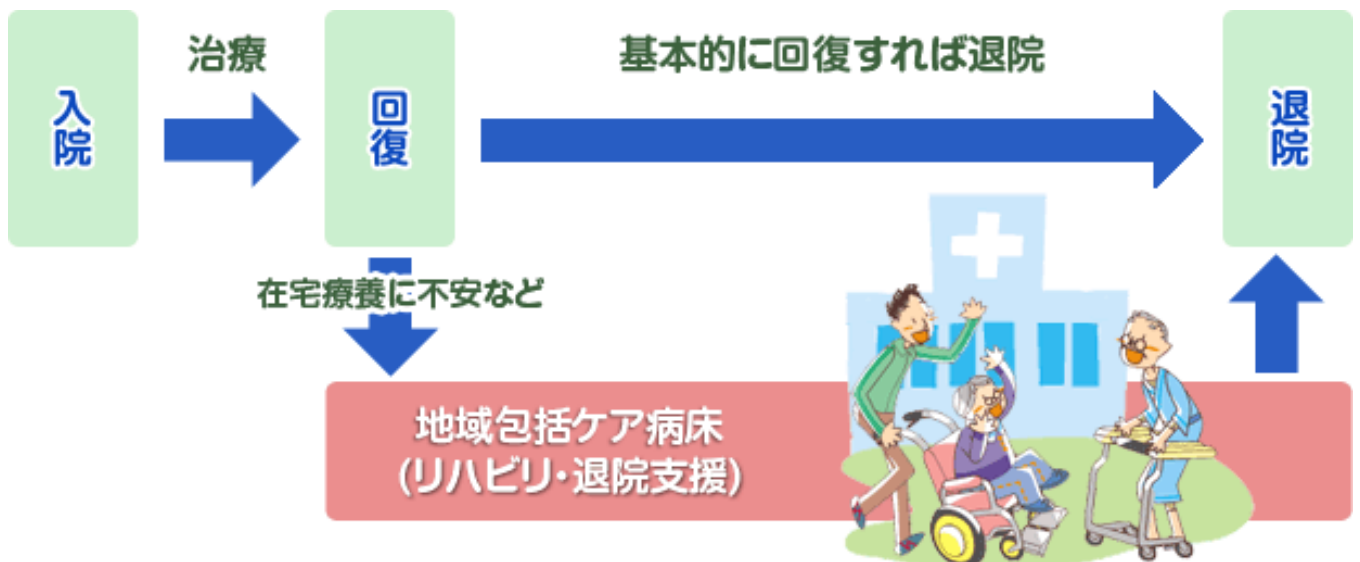 治療
基本的に回復すれば退院
入院
回復
退院
在宅療養に不安など
地域包括ケア病床
(リハビリ・退院支援)